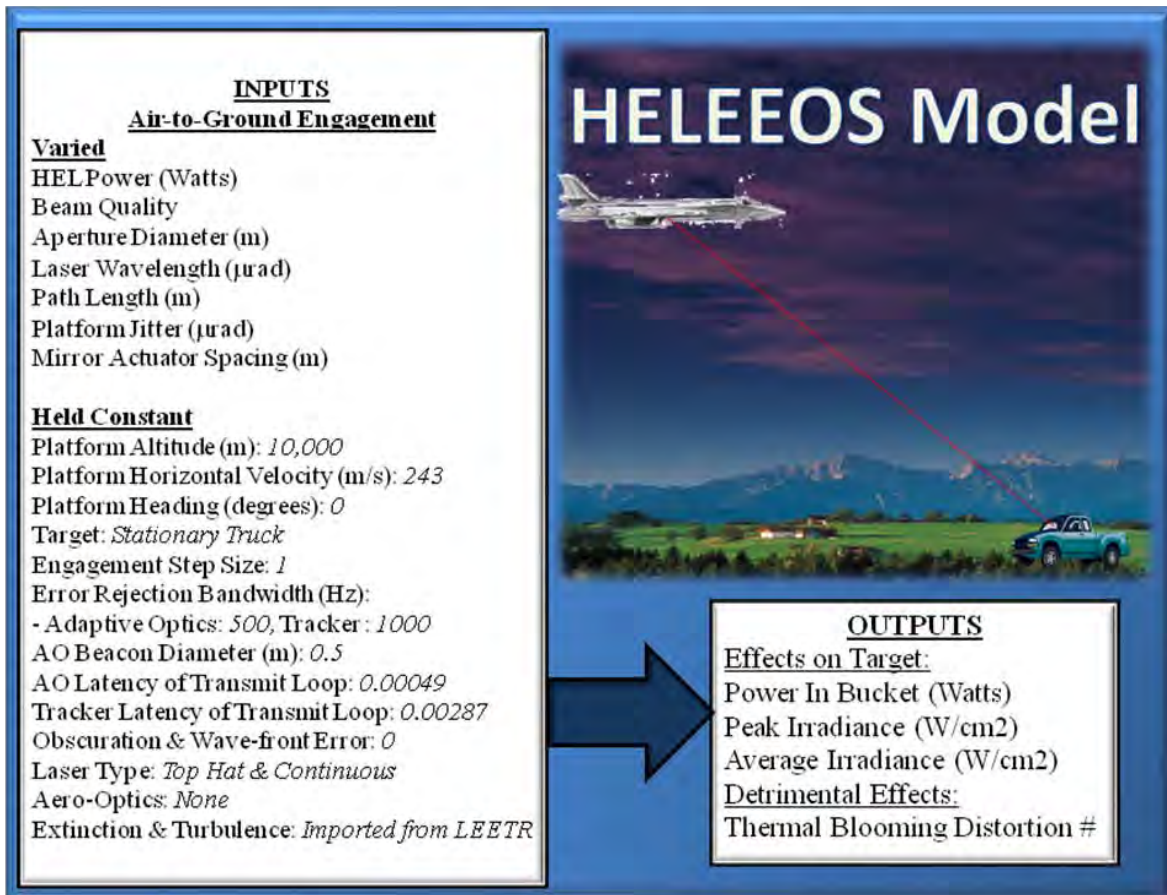 INPUTS
Air-to-Ground Engagement
Varied
HEL Power (Watts)
Beam Quality
Aperture Diameter (m)
Laser Wavelength (μrad)
Path Length (m)
Platform Jitter (μrad)
Mirror Actuator Spacing (m)
Held Constant
Platform Altitude (m): 10,000
Platform Horizontal Velocity (m/s): 243
Platform Heading (degrees): 0
Target: Stationary Truck
Engagement Step Size: 1
Error Rejection Bandwidth (Hz):
- Adaptive Optics: 500, Tracker : 1000
AO Beacon Diameter (m): 0.5
AO Latency of Transmit Loop: 0.00049
Tracker Latency of Transmit Loop: 0.00287
Obscuration & Wave-front Error: 0
Laser Type: Top Hat & Continuous
Aero-Optics: None
Extinction & Turbulence: Imported from LEETR
HELEEOS Model
OUTPUTS
Effects on Target:
Power In Bucket (Watts)
Peak Irradiance (W/cm2)
Average Irradiance (W/cm2)
Detrimental Effects:
Thermal Blooming Distortion #